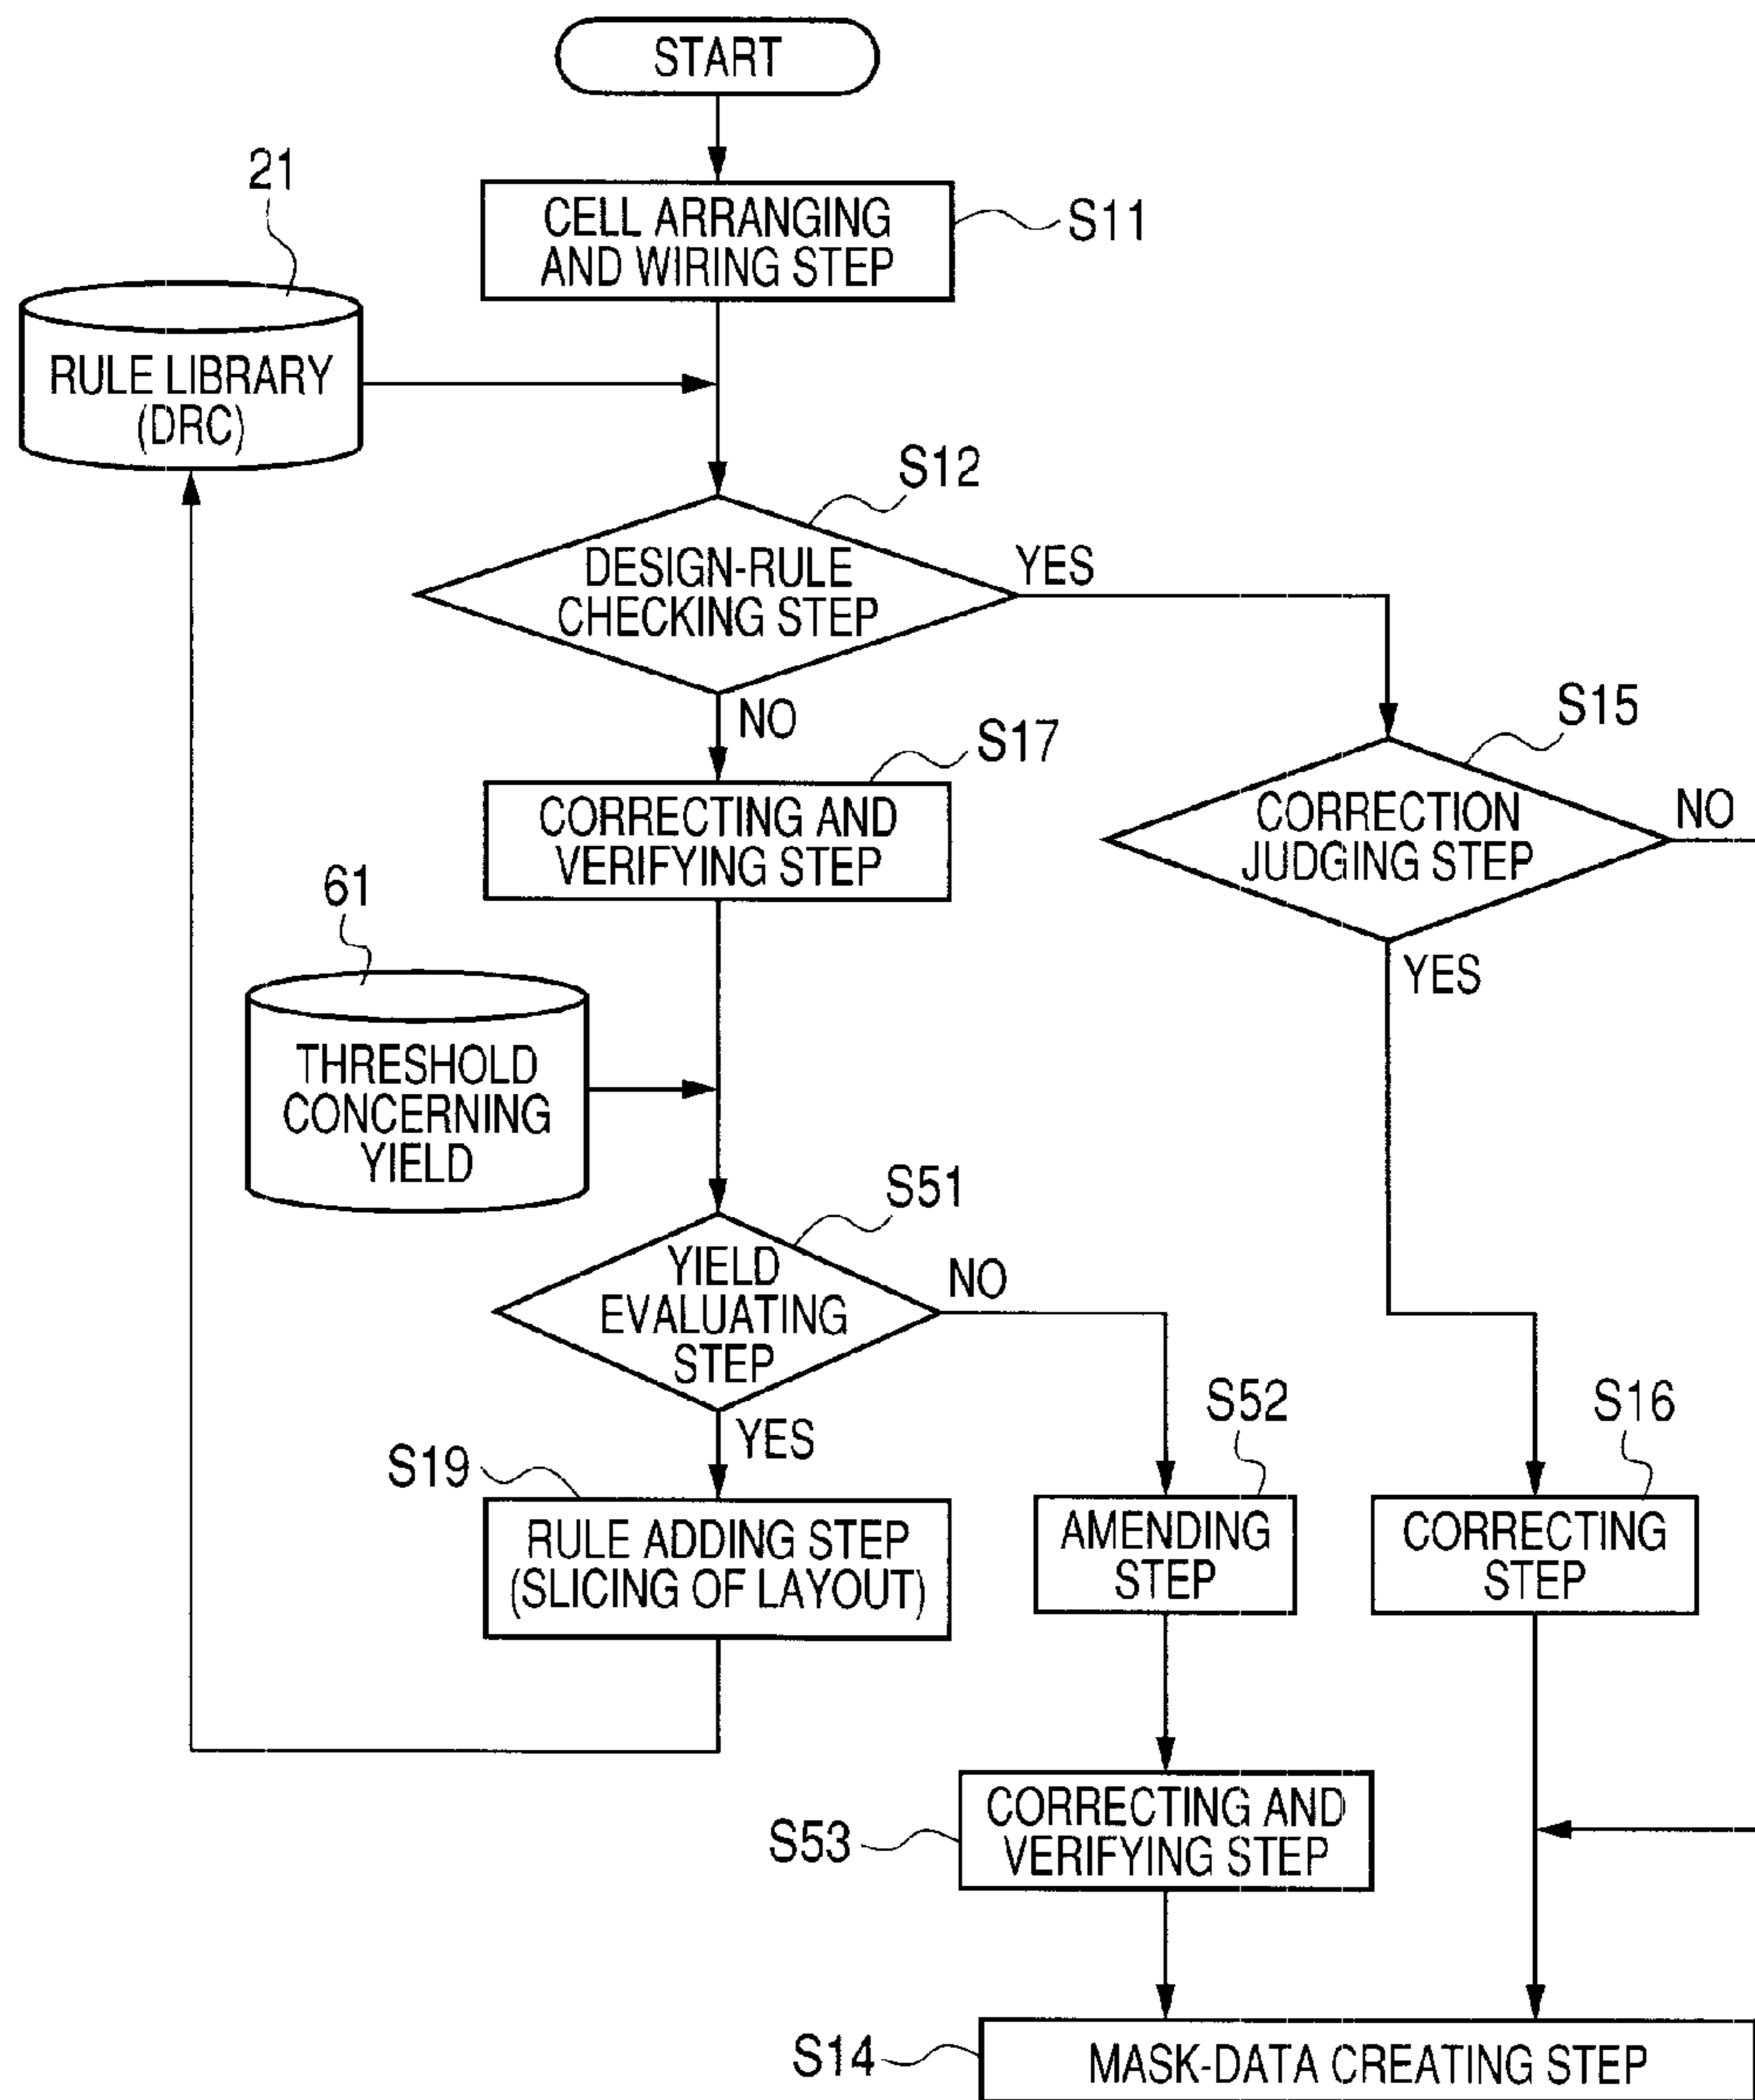 START
21
CELL ARRANGING
AND WIRING STEP
S11
RULE LIBRARY
(DRC)
S12
DESIGN-RULE
CHECKING STEP
YES
NO
S17
S15
CORRECTING AND
VERIFYING STEP
CORRECTION
JUDGING STEP
NO
61
YES
THRESHOLD
CONCERNING
YIELD
S51
YIELD
EVALUATING
STEP
NO
YES
S52
S16
S19
RULE ADDING STEP
(SLICING OF LAYOUT)
AMENDING
STEP
CORRECTING
STEP
S53
CORRECTING AND
VERIFYING STEP
S14
MASK-DATA CREATING STEP